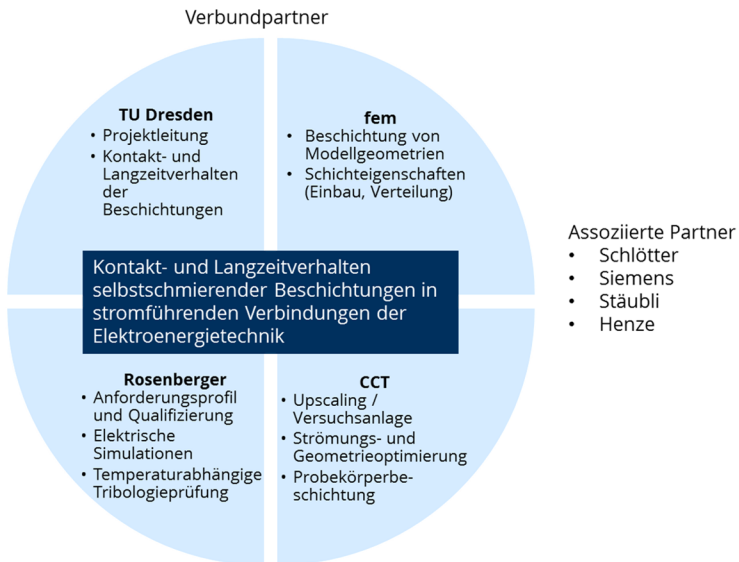 Verbundpartner
TU Dresden
• Projektleitung
• Kontakt- und
Langzeitverhalten
der
Beschichtungen
fem
• Beschichtung von
Modellgeometrien
• Schichteigenschaften
(Einbau, Verteilung)
Kontakt- und Langzeitverhalten
selbstschmierender Beschichtungen in
stromführenden Verbindungen der
Elektroenergietechnik
Rosenberger
• Anforderungsprofil
und Qualifizierung
• Elektrische
Simulationen
• Temperaturabhängige
Tribologieprüfung
CCT
• Upscaling /
Versuchsanlage
• Strömungs- und
Geometrieoptimierung
• Probekörperbe-
schichtung
Assoziierte Partner
• Schlötter
• Siemens
• Stäubli
• Henze